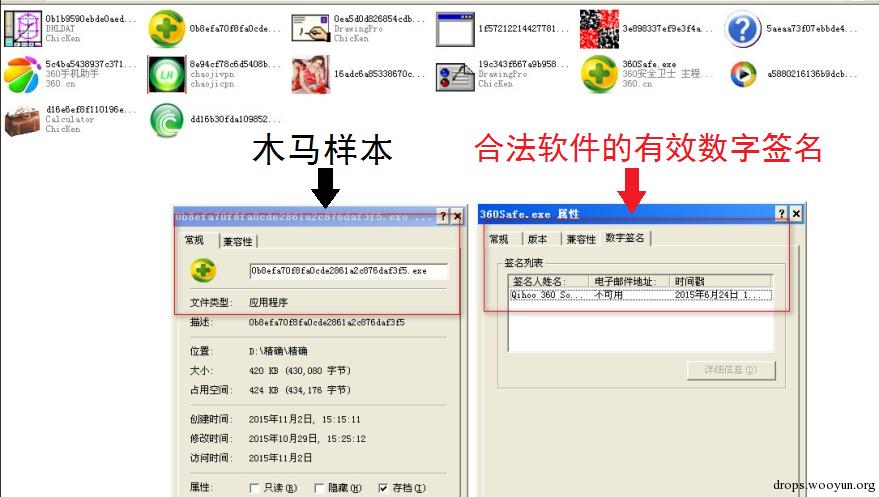 0b1b9590ebde0aed...
DHLDAT
ChicKen
0b8efa70f8fa0cde...
0ea5d0d826854cdb...
DrawingPro
ChicKen
1f57212214427781...
3e898337ef9e3f4a...
5aeaa73f07ebbde4...
5c4ba5438937c371...
360手机助手
360.cn
8e94cf78c6d5408b...
chaojivpn
chaojicpn
16adc6a85338670c...
19c343f667a9b958...
DrawingPro
ChicKen
360Safe.exe
360安全卫士 主程...
360.cn
a5880216136b9dcb...
d16e6ef8f110196e...
Calculator
ChicKen
dd16b30fda109852...
木马样本
合法软件的有效数字签名
0b8efa70f8fa0cde2861a2c876daf3f5.exe ...
常规
兼容性
0b8efa70f8fa0cde2861a2c876daf3f5.exe
文件类型: 应用程序
描述: 0b8efa70f8fa0cde2861a2c876daf3f5
位置: D:\精确\精确
大小: 420 KB (430,080 字节)
占用空间: 424 KB (434,176 字节)
创建时间: 2015年11月2日, 15:15:11
修改时间: 2015年10月29日, 15:25:12
访问时间: 2015年11月2日
属性: 只读(R) 隐藏(H) 存档(I)
360Safe.exe 属性
常规 版本 兼容性 数字签名
签名列表
签名人姓名: 电子邮件地址: 时间戳
Qihoo 360 So... 不可用 2015年6月24日 1...
详细信息(D)
drops.wooyun.org